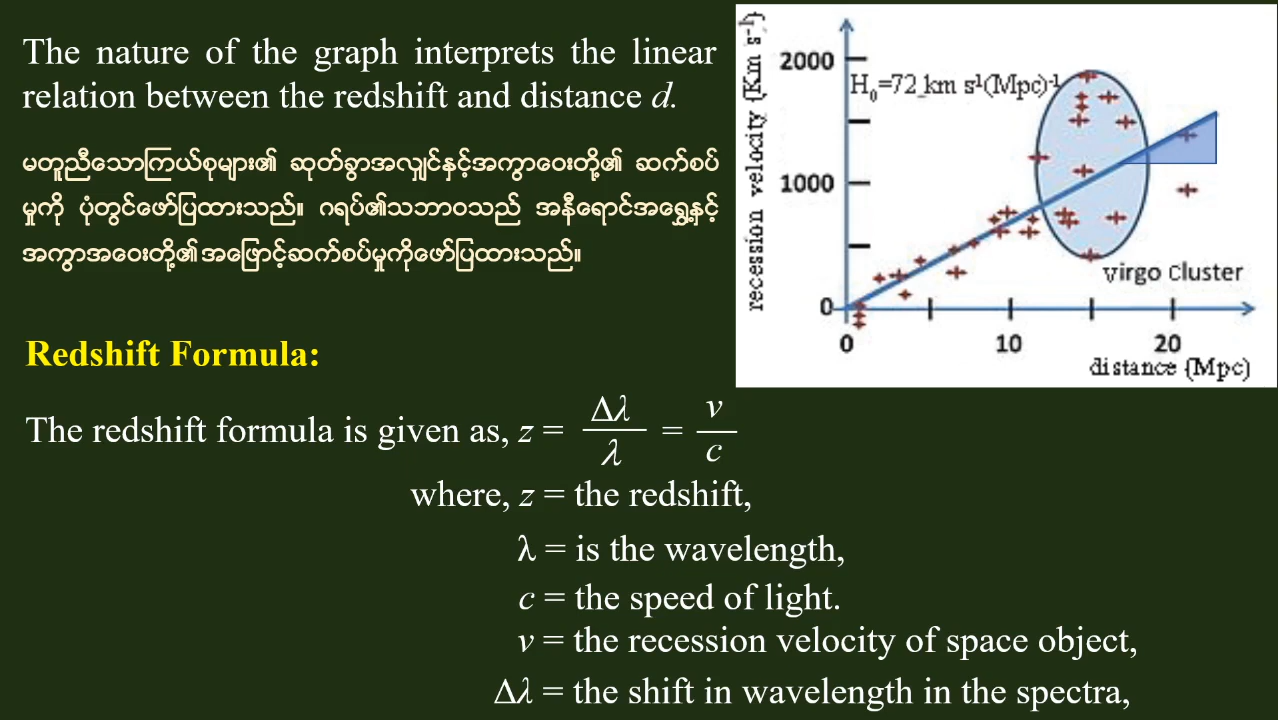 The nature of the graph interprets the linear
relation between the redshift and distance d.
မတူညီသောကြယ်စုများ၏ ဆုတ်ခွာအလျှင်နှင့်အကွာဝေးတို့၏ ဆက်စပ်
မှုကို ပုံတွင်ဖော်ပြထားသည်။ ဂရပ်၏သဘာဝသည် အနီရောင်အရွှေ့နှင့်
အကွာအဝေးတို့၏အဖြောင့်ဆက်စပ်မှုကိုဖော်ပြထားသည်။
recession velocity (Km s⁻¹)
2000
H₀=72 km s¹(Mpc)⁻¹
1000
0
virgo Cluster
0
10
20
distance (Mpc)
Redshift Formula:
The redshift formula is given as, z = Δλ/λ = v/c
where, z = the redshift,
λ = is the wavelength,
c = the speed of light.
v = the recession velocity of space object,
Δλ = the shift in wavelength in the spectra,